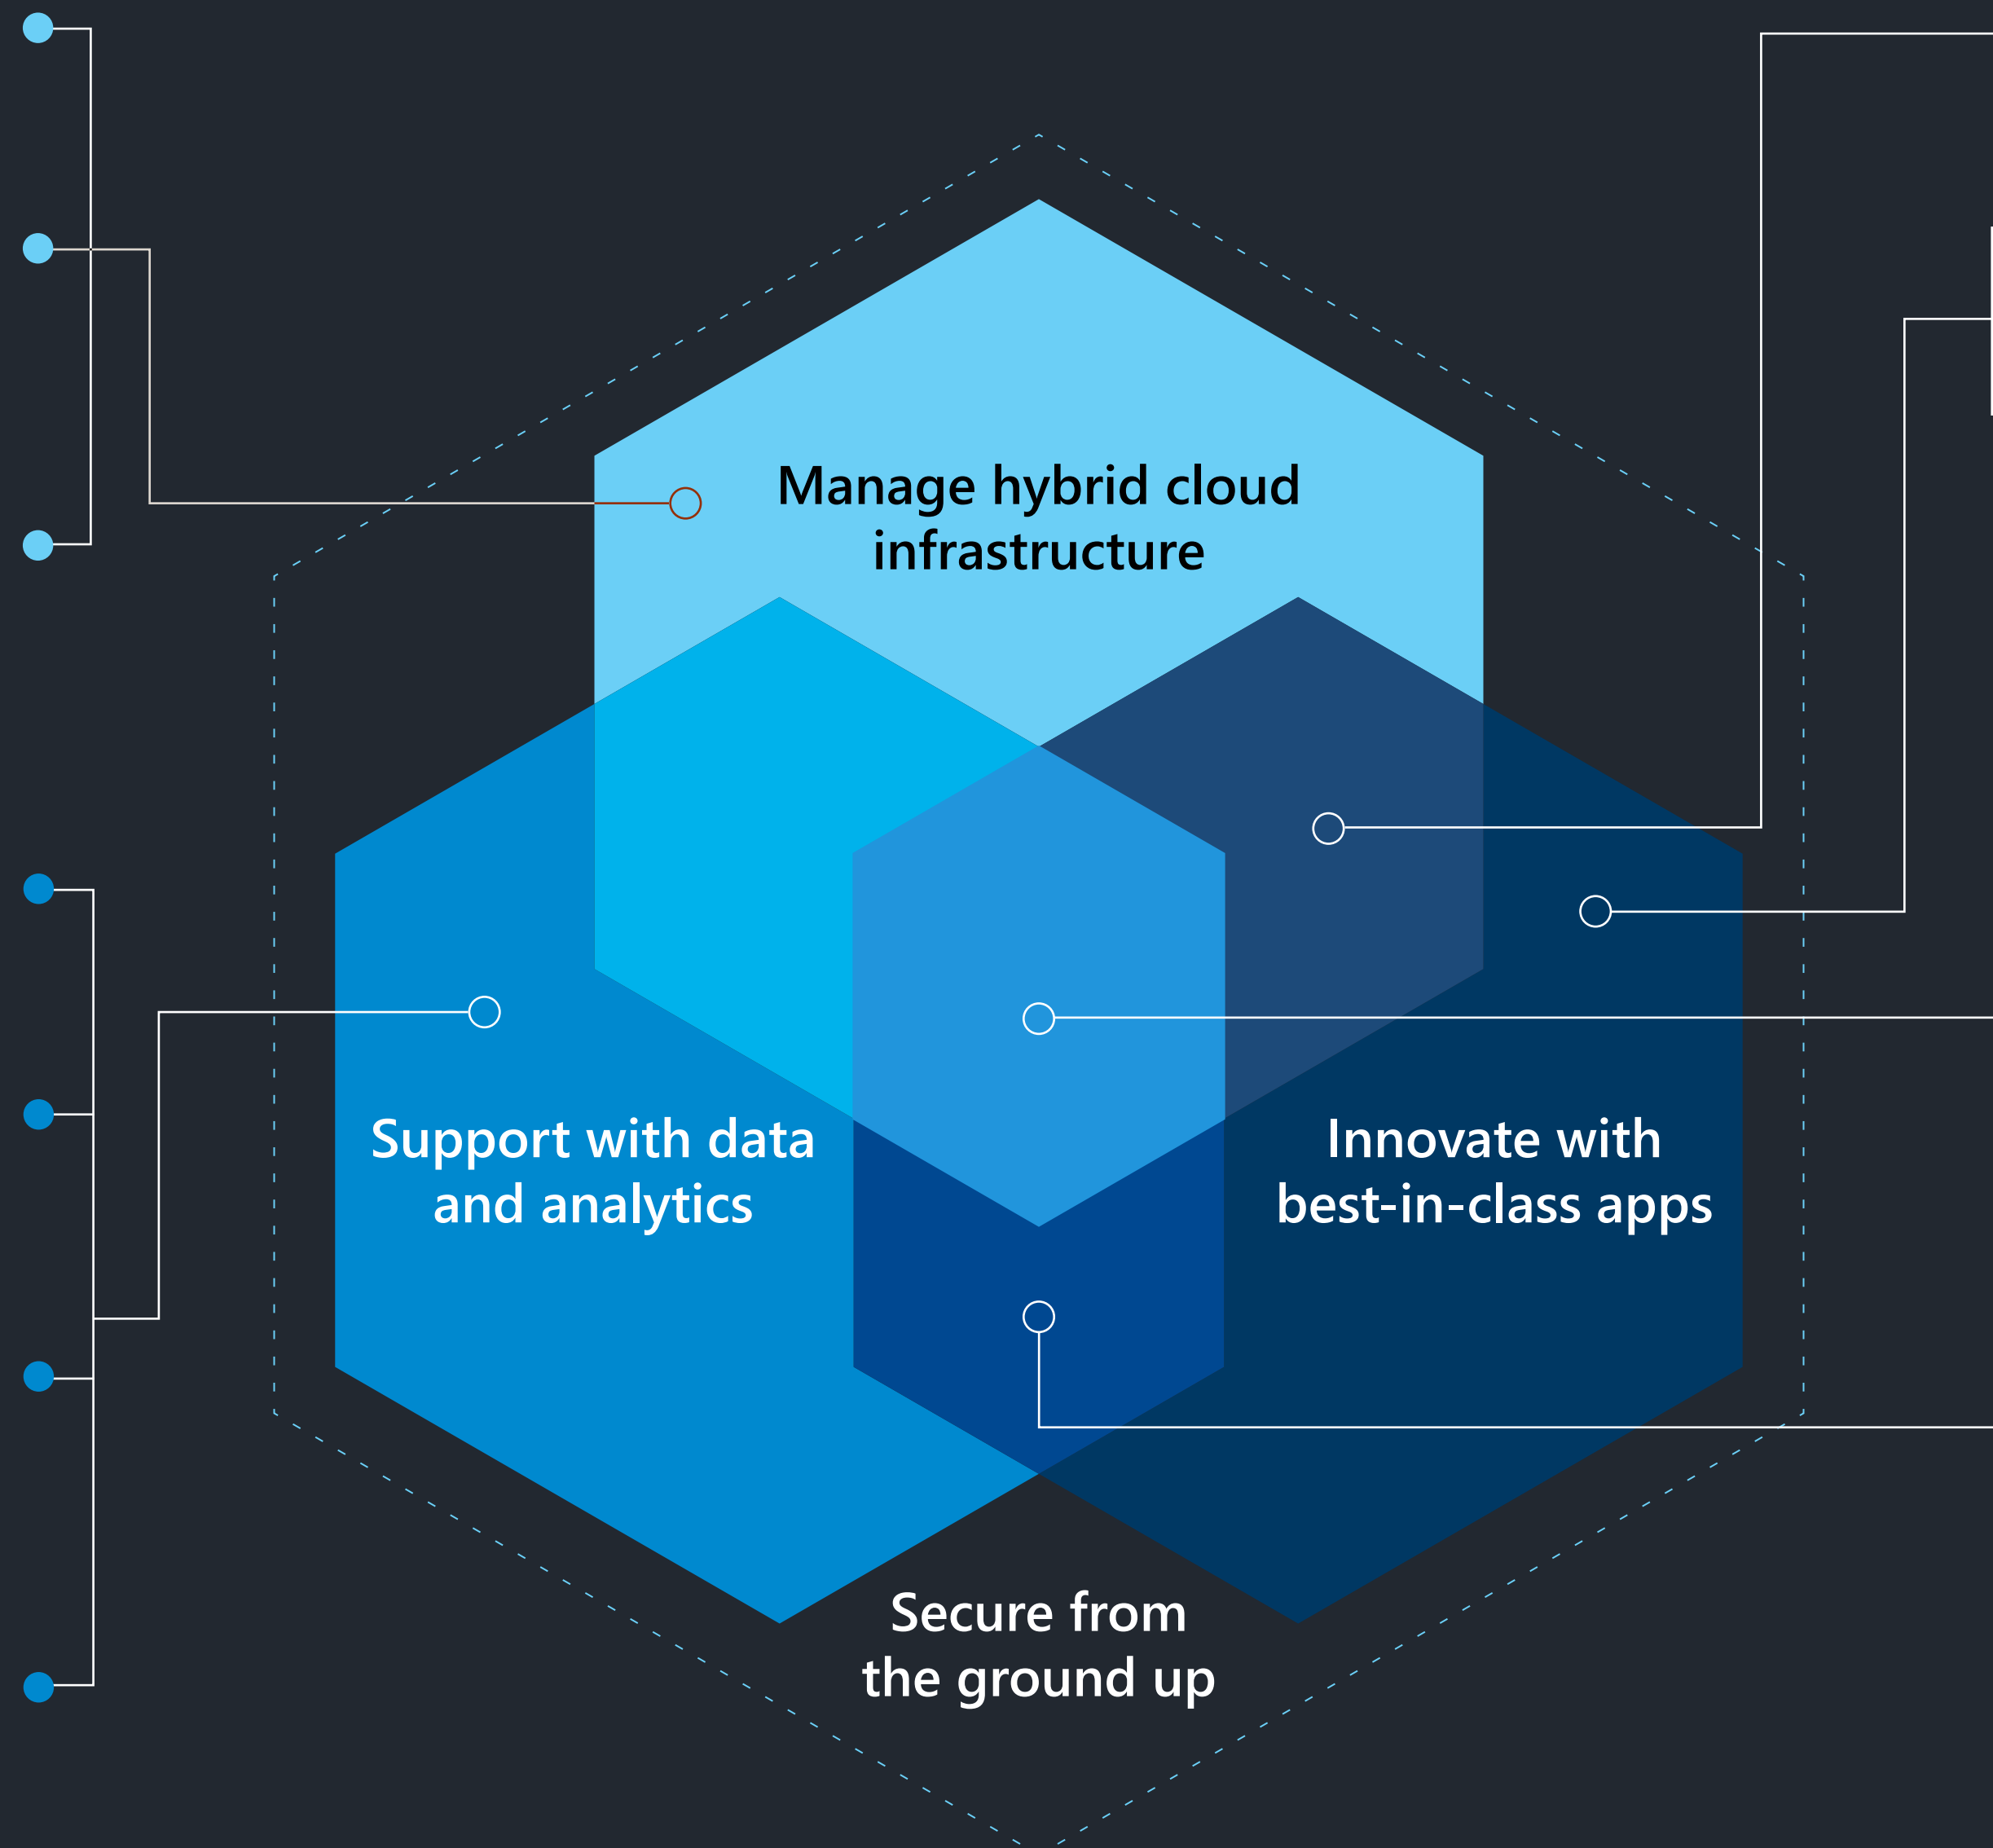 Manage hybrid cloud
infrastructure
Support with data
and analytics
Innovate with
best-in-class apps
Secure from
the ground up